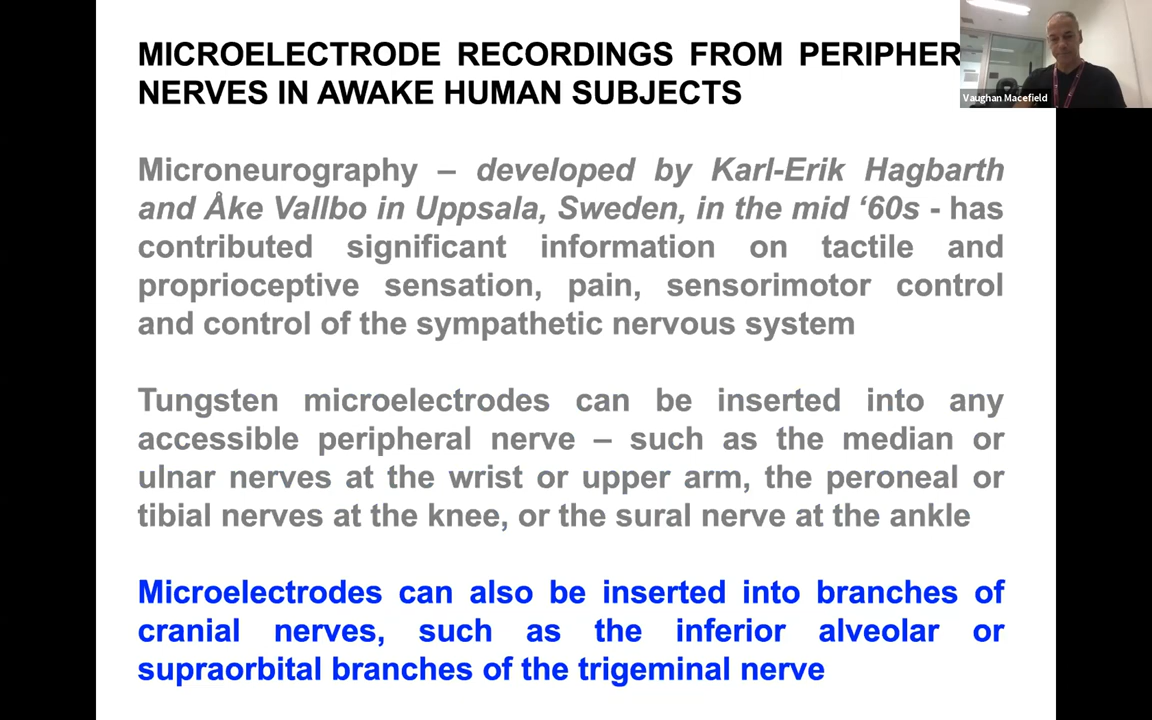 MICROELECTRODE RECORDINGS FROM PERIPHER
NERVES IN AWAKE HUMAN SUBJECTS
Vaughan Macefield
Microneurography – developed by Karl-Erik Hagbarth
and Åke Vallbo in Uppsala, Sweden, in the mid ‘60s - has
contributed significant information on tactile and
proprioceptive sensation, pain, sensorimotor control
and control of the sympathetic nervous system
Tungsten microelectrodes can be inserted into any
accessible peripheral nerve – such as the median or
ulnar nerves at the wrist or upper arm, the peroneal or
tibial nerves at the knee, or the sural nerve at the ankle
Microelectrodes can also be inserted into branches of
cranial nerves, such as the inferior alveolar or
supraorbital branches of the trigeminal nerve